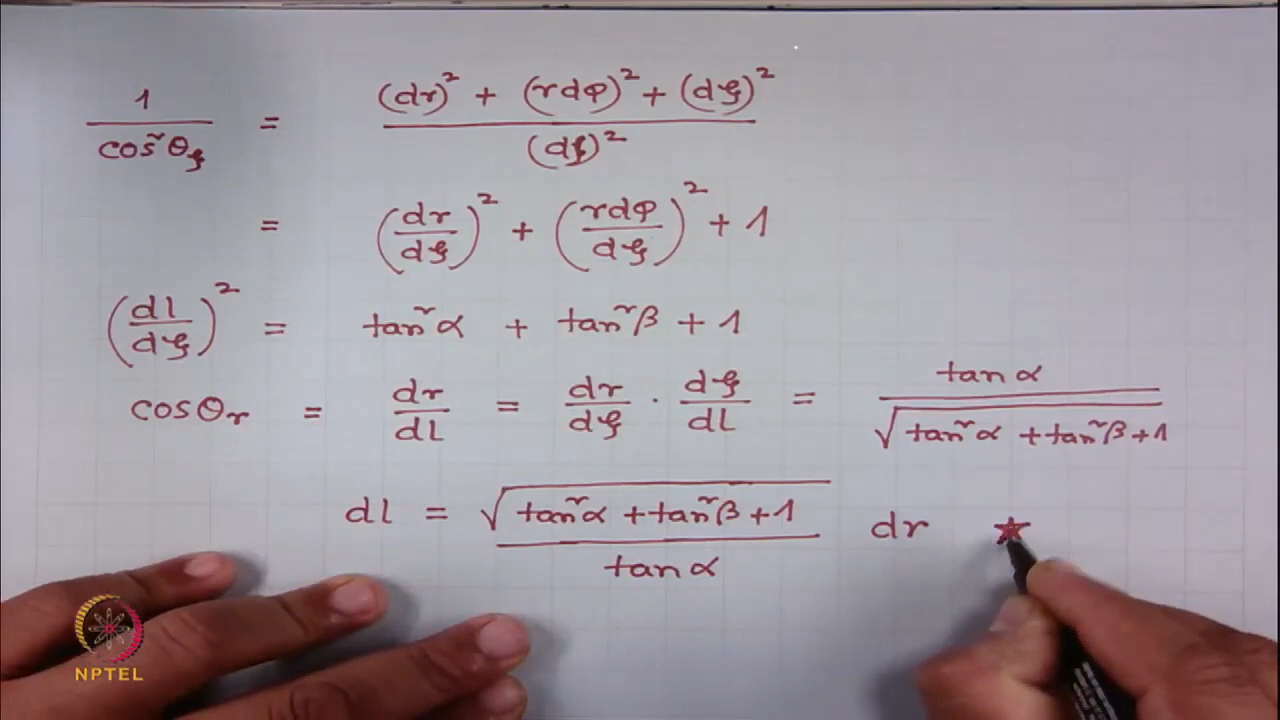 1/cos²θ_ξ = ((dr)² + (rdφ)² + (dξ)²)/(dξ)²
= (dr/dξ)² + (rdφ/dξ)² + 1
(dl/dξ)² = tan²α + tan²β + 1
cosθ_r = dr/dl = dr/dξ · dξ/dl = tanα/√(tan²α + tan²β + 1)
dl = √(tan²α + tan²β + 1)/tanα dr ★
NPTEL